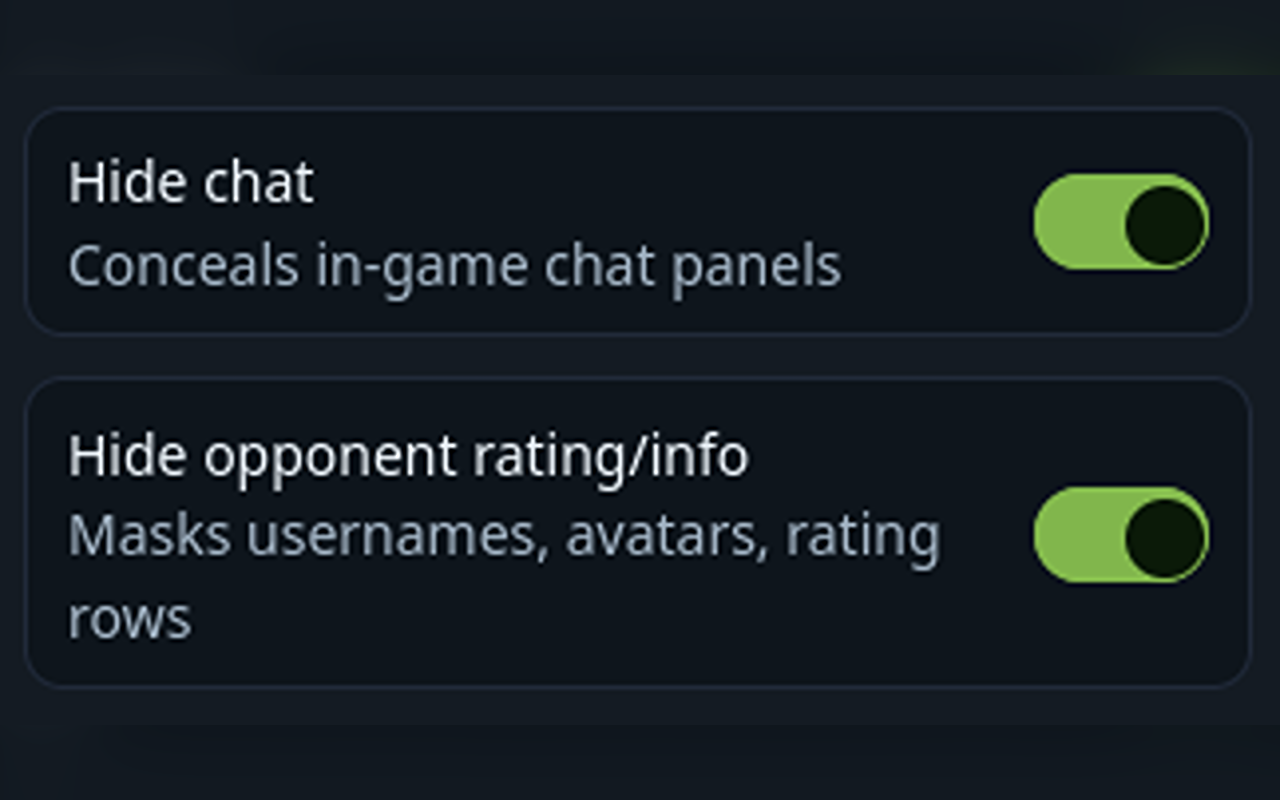 Hide chat
Conceals in-game chat panels
Hide opponent rating/info
Masks usernames, avatars, rating
rows